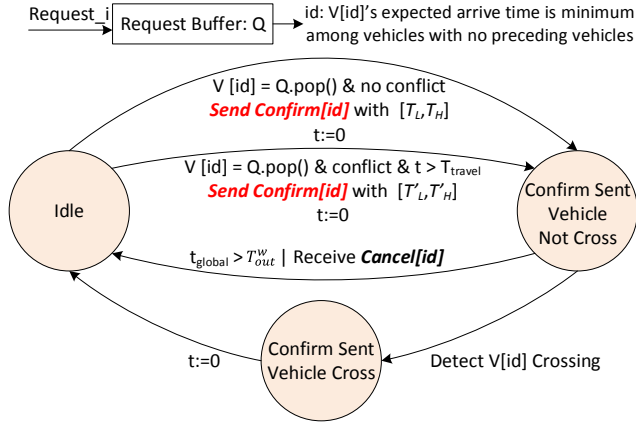 Request_i
Request Buffer: Q
id: V[id]'s expected arrive time is minimum
among vehicles with no preceding vehicles
V [id] = Q.pop() & no conflict
Send Confirm[id] with [T_L,T_H]
t:=0
V [id] = Q.pop() & conflict & t > T_travel
Send Confirm[id] with [T'_L,T'_H]
t:=0
Idle
Confirm Sent
Vehicle
Not Cross
t_global > T_out^w | Receive Cancel[id]
Confirm Sent
Vehicle Cross
t:=0
Detect V[id] Crossing